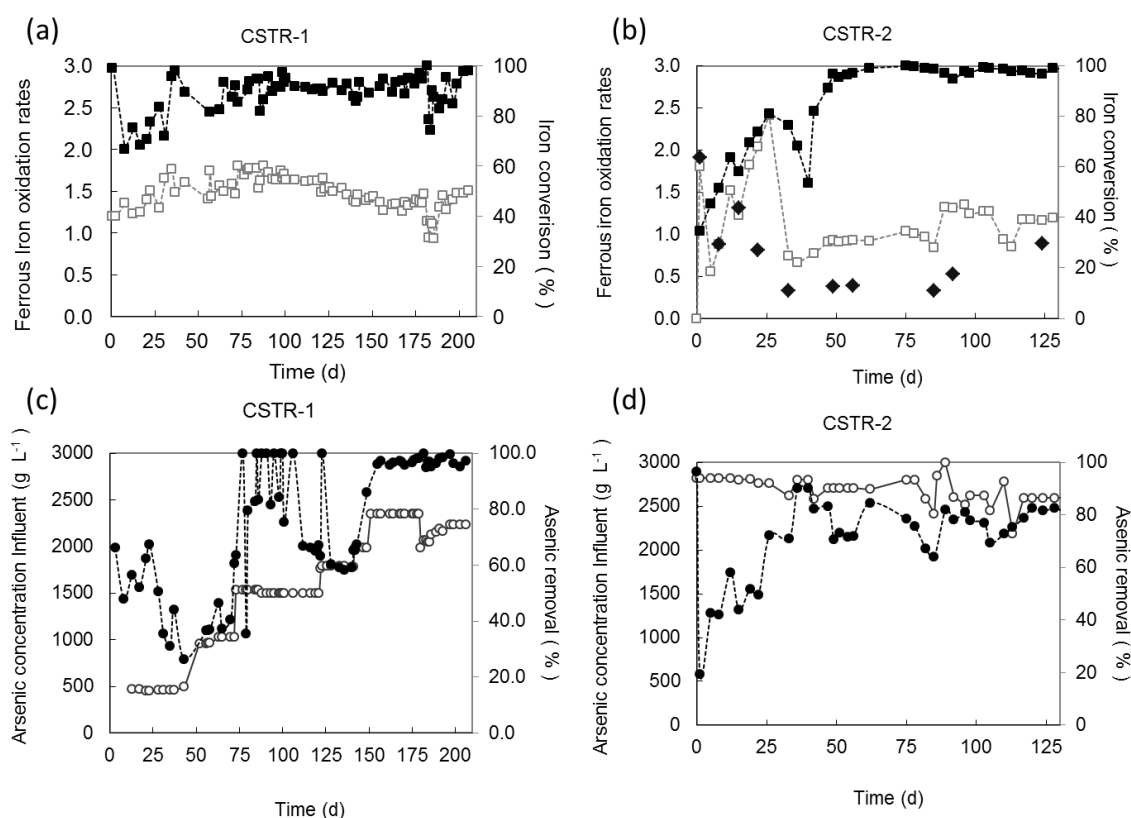 (a)
CSTR-1
Ferrous Iron oxidation rates
3.0
2.5
2.0
1.5
1.0
0.5
0.0
100
80
60
40
20
0
Iron converison ( % )
0 25 50 75 100 125 150 175 200
Time (d)
(b)
CSTR-2
Ferrous iron oxidation rates
3.0
2.5
2.0
1.5
1.0
0.5
0.0
100
80
60
40
20
0
Iron conversion ( % )
0 25 50 75 100 125
Time (d)
(c)
CSTR-1
Arsenic concentration Influent (g L-1)
3000
2500
2000
1500
1000
500
0
100.0
80.0
60.0
40.0
20.0
0.0
Asenic removal ( % )
0 25 50 75 100 125 150 175 200
Time (d)
(d)
CSTR-2
Arsenic concentration Influent (g L-1)
3000
2500
2000
1500
1000
500
0
100
80
60
40
20
0
Asenic removal ( % )
0 25 50 75 100 125
Time (d)